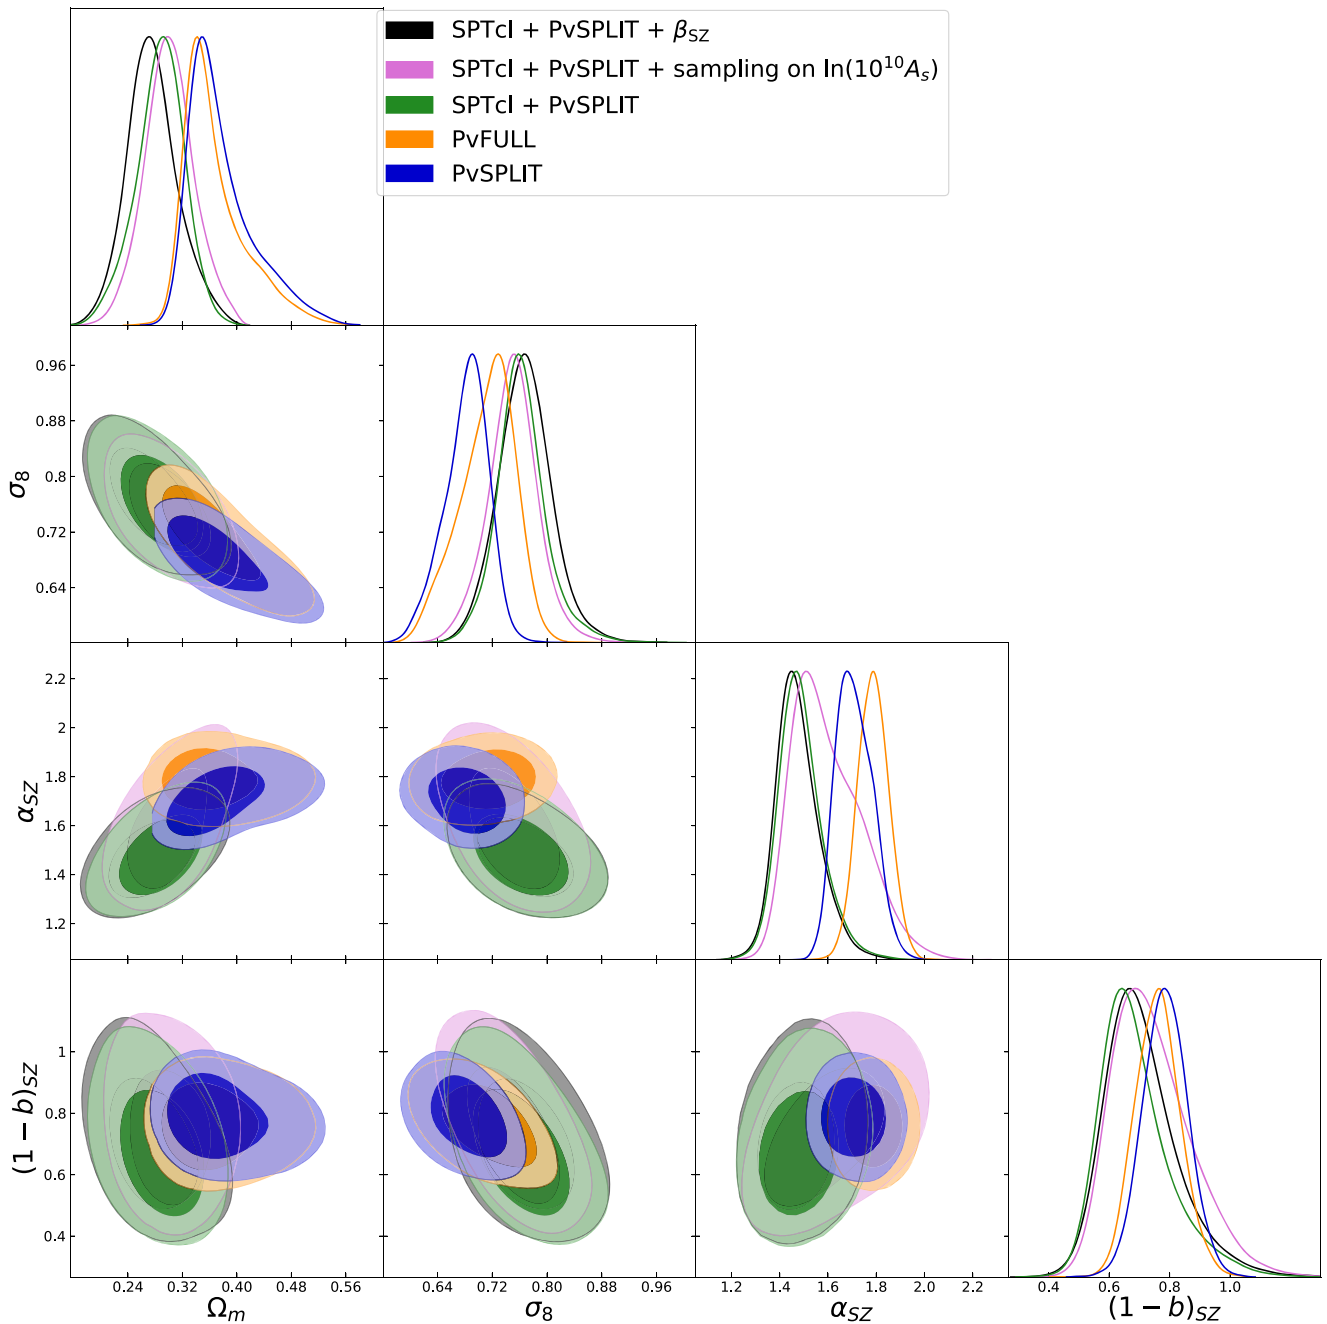 SPTcl + PvSPLIT + β_SZ
SPTcl + PvSPLIT + sampling on ln(10^10 A_s)
SPTcl + PvSPLIT
PvFULL
PvSPLIT
0.96
0.88
0.8
0.72
0.64
σ_8
2.2
2
1.8
1.6
1.4
1.2
α_SZ
1
0.8
0.6
0.4
(1 − b)_SZ
0.24 0.32 0.40 0.48 0.56
0.64 0.72 0.80 0.88 0.96
1.2 1.4 1.6 1.8 2.0 2.2
0.4 0.6 0.8 1.0
Ω_m
σ_8
α_SZ
(1 − b)_SZ